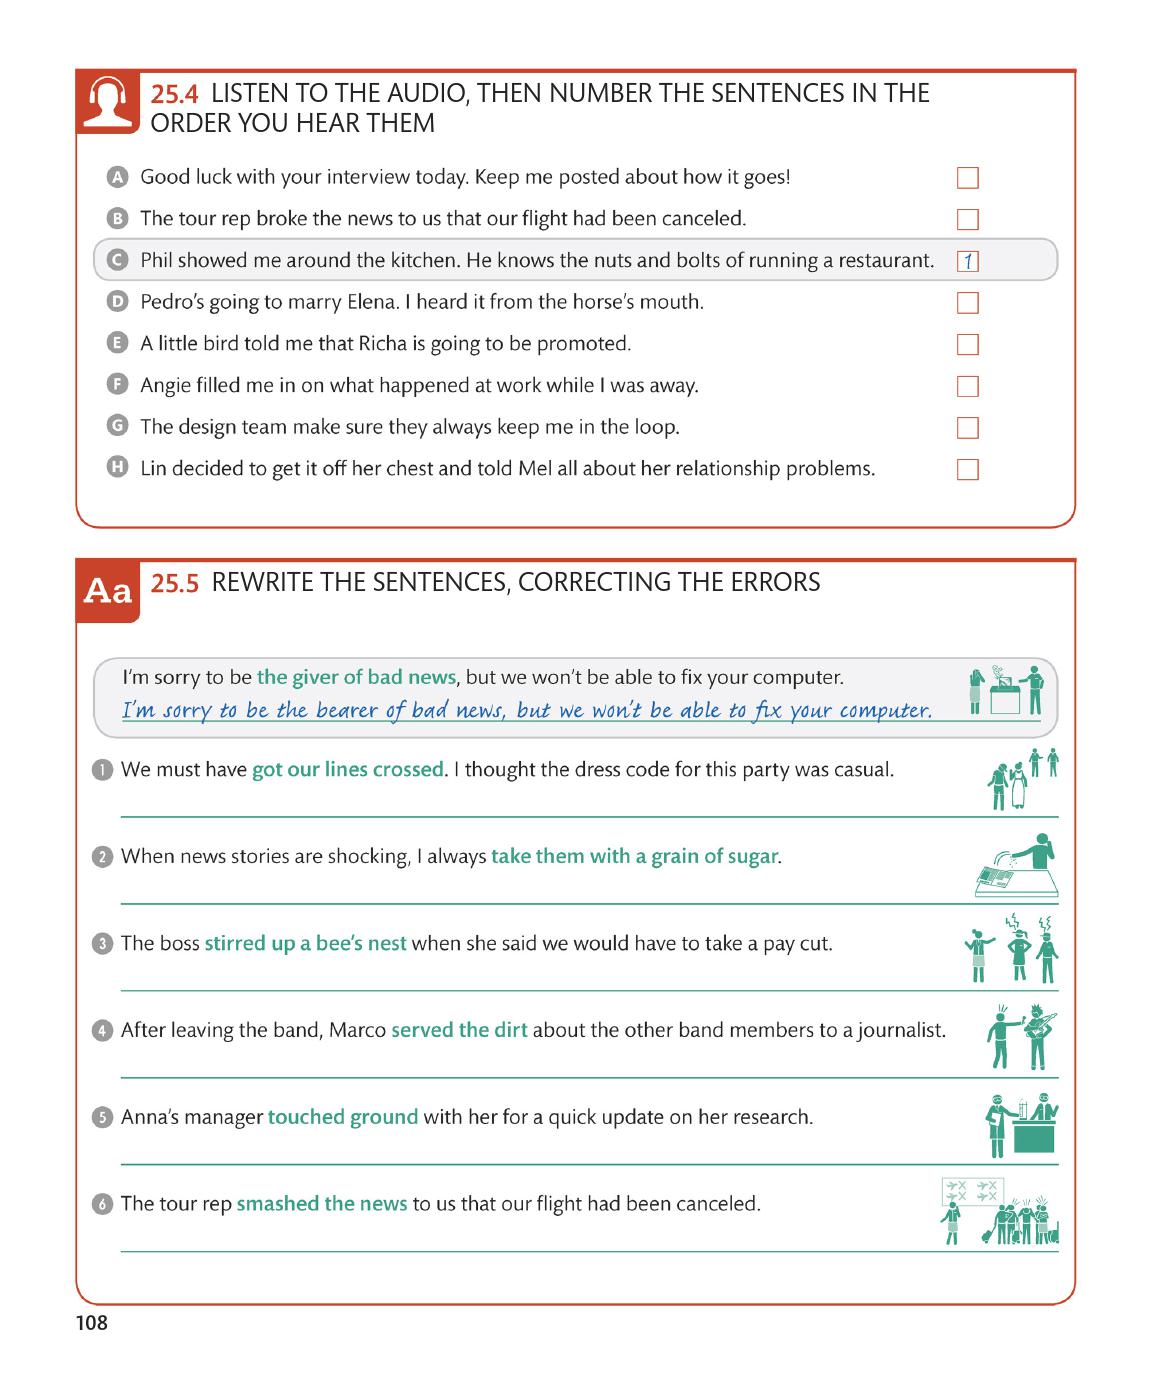 25.4 LISTEN TO THE AUDIO, THEN NUMBER THE SENTENCES IN THE
ORDER YOU HEAR THEM
A Good luck with your interview today. Keep me posted about how it goes!
B The tour rep broke the news to us that our flight had been canceled.
C Phil showed me around the kitchen. He knows the nuts and bolts of running a restaurant. 1
D Pedro's going to marry Elena. I heard it from the horse's mouth.
E A little bird told me that Richa is going to be promoted.
F Angie filled me in on what happened at work while I was away.
G The design team make sure they always keep me in the loop.
H Lin decided to get it off her chest and told Mel all about her relationship problems.
Aa 25.5 REWRITE THE SENTENCES, CORRECTING THE ERRORS
I'm sorry to be the giver of bad news, but we won't be able to fix your computer.
I'm sorry to be the bearer of bad news, but we won't be able to fix your computer.
1 We must have got our lines crossed. I thought the dress code for this party was casual.
2 When news stories are shocking, I always take them with a grain of sugar.
3 The boss stirred up a bee's nest when she said we would have to take a pay cut.
4 After leaving the band, Marco served the dirt about the other band members to a journalist.
5 Anna's manager touched ground with her for a quick update on her research.
6 The tour rep smashed the news to us that our flight had been canceled.
108